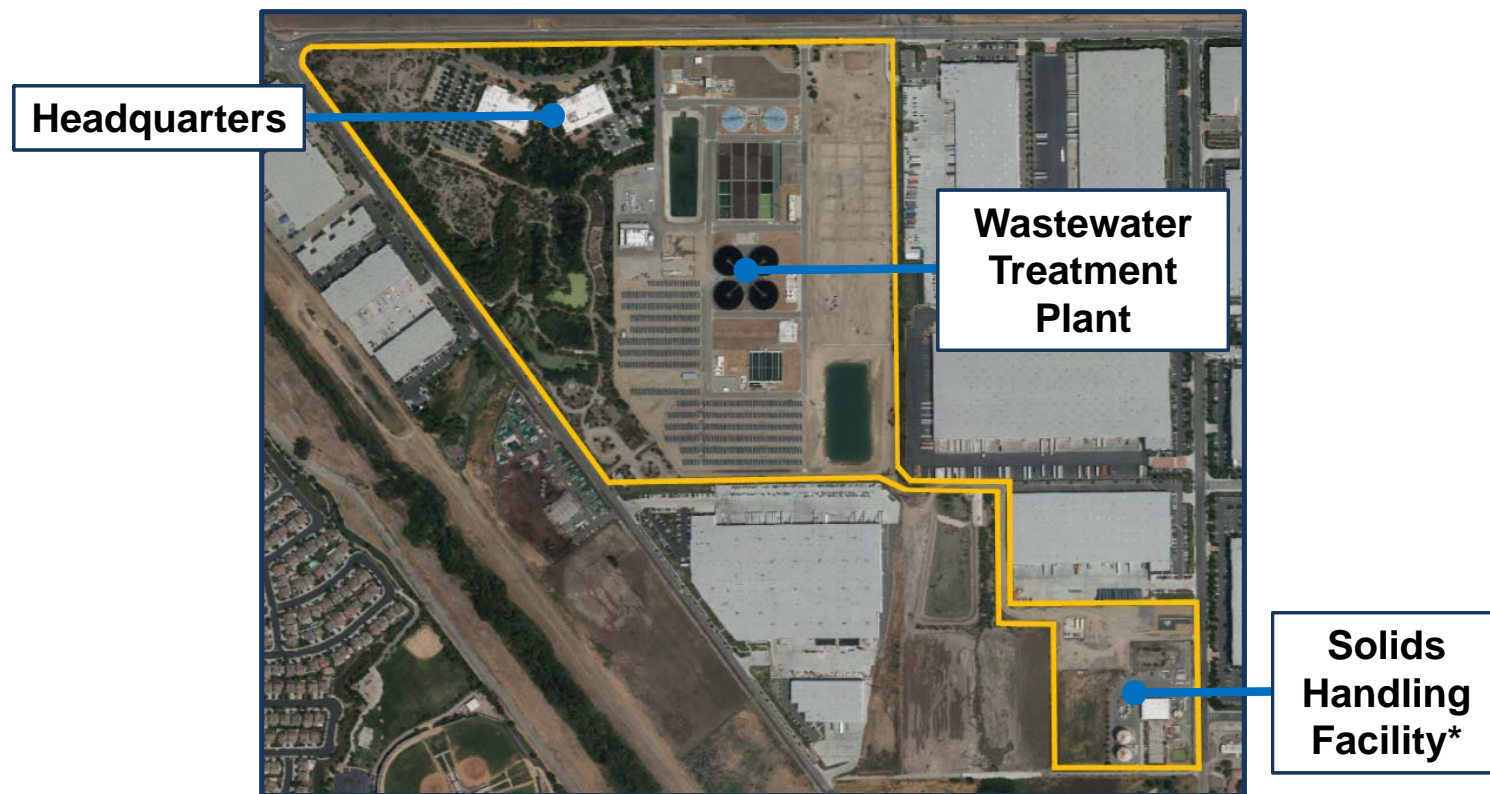 Headquarters
Wastewater
Treatment
Plant
Solids
Handling
Facility*